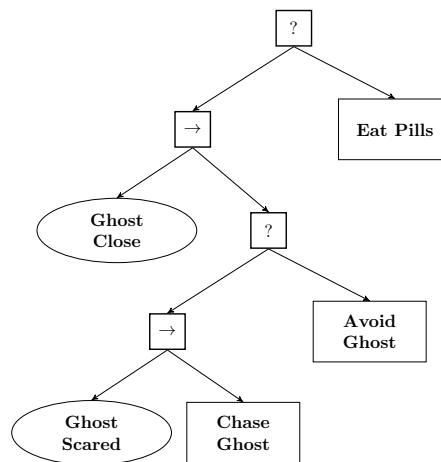 ?
→
Eat Pills
Ghost
Close
?
→
Avoid
Ghost
Ghost
Scared
Chase
Ghost